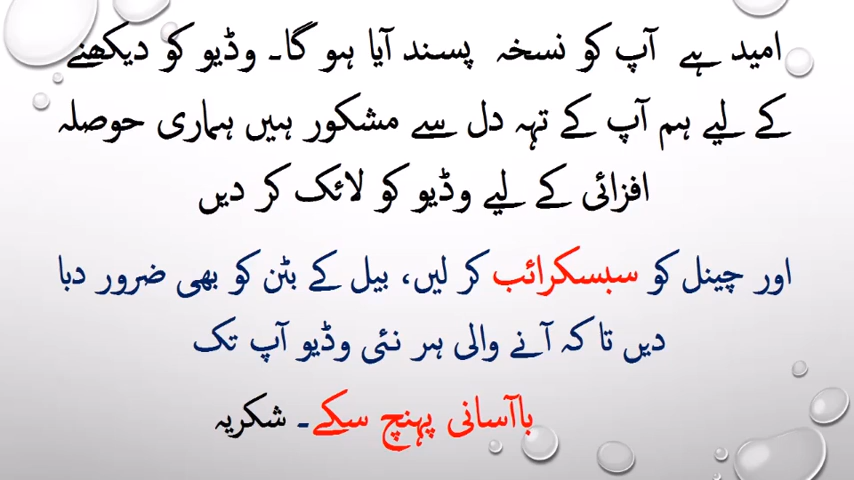 امید ہے آپ کو نسخہ پسند آیا ہو گا۔ وڈیو کو دیکھنے
کے لیے ہم آپ کے تہہ دل سے مشکور ہیں ہماری حوصلہ
افزائی کے لیے وڈیو کو لائک کر دیں
اور چینل کو سبسکرائب کر لیں، بیل کے بٹن کو بھی ضرور دبا
دیں تا کہ آنے والی ہر نئی وڈیو آپ تک
باآسانی پہنچ سکے۔ شکریہ